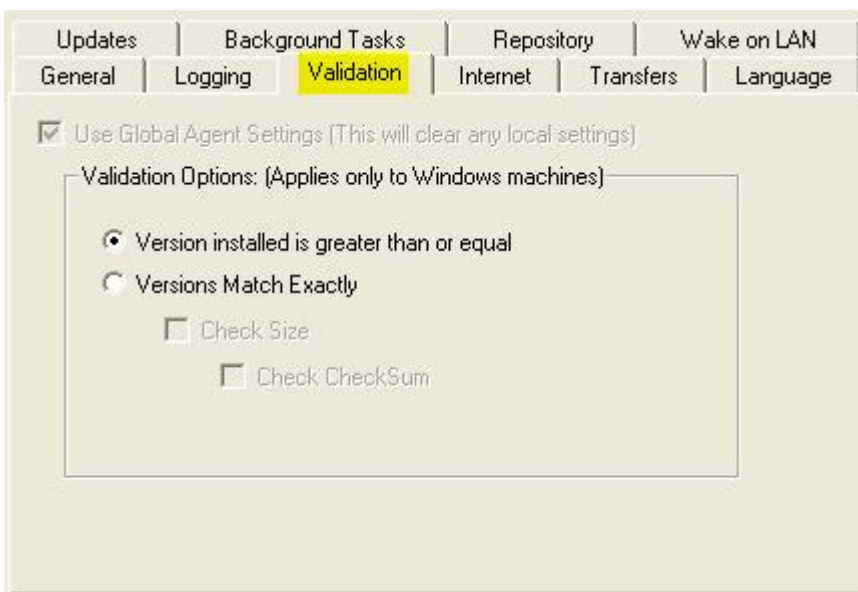 Updates Background Tasks Repository Wake on LAN
General Logging Validation Internet Transfers Language
Use Global Agent Settings (This will clear any local settings)
Validation Options: (Applies only to Windows machines)
Version installed is greater than or equal
Versions Match Exactly
Check Size
Check CheckSum